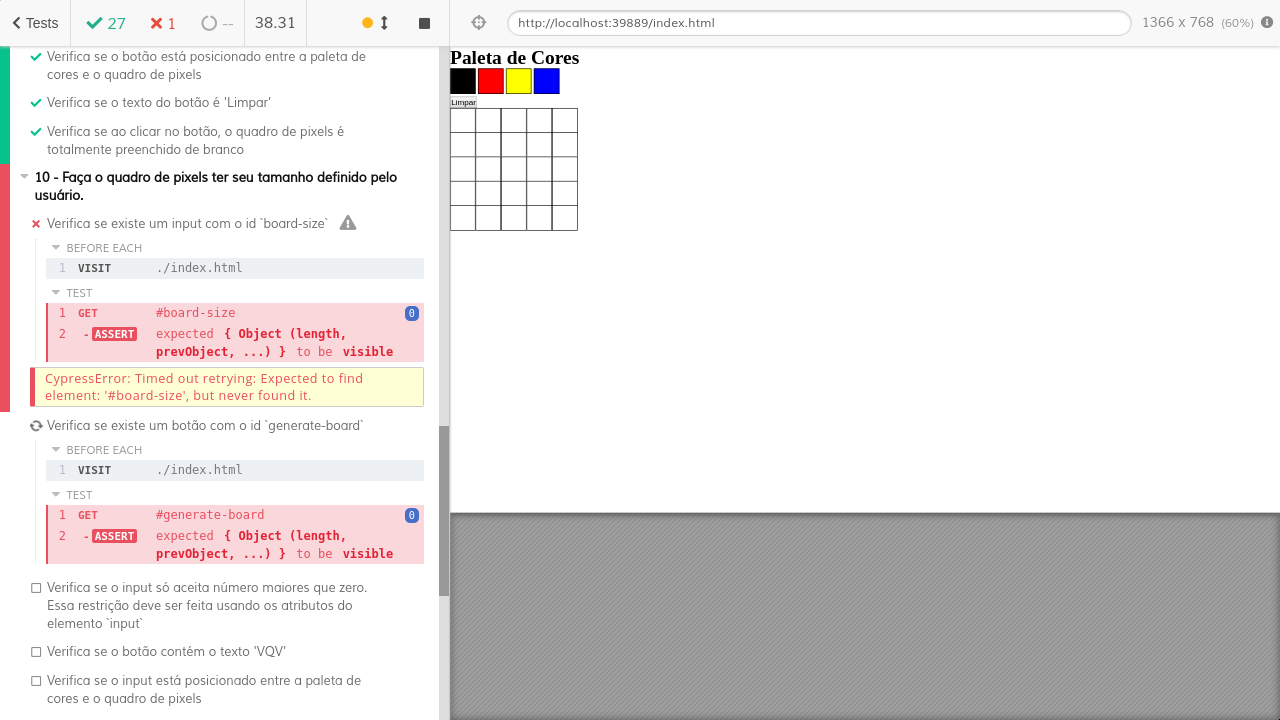 Tests
27
1
--
38.31
http://localhost:39889/index.html
1366 x 768 (60%)
Verifica se o botão está posicionado entre a paleta de
cores e o quadro de pixels
Verifica se o texto do botão é 'Limpar'
Verifica se ao clicar no botão, o quadro de pixels é
totalmente preenchido de branco
10 - Faça o quadro de pixels ter seu tamanho definido pelo
usuário.
Verifica se existe um input com o id `board-size`
BEFORE EACH
1 VISIT ./index.html
TEST
1 GET #board-size 0
2 -ASSERT expected { Object (length,
prevObject, ...) } to be visible
CypressError: Timed out retrying: Expected to find
element: '#board-size', but never found it.
Verifica se existe um botão com o id `generate-board`
BEFORE EACH
1 VISIT ./index.html
TEST
1 GET #generate-board 0
2 -ASSERT expected { Object (length,
prevObject, ...) } to be visible
Verifica se o input só aceita número maiores que zero.
Essa restrição deve ser feita usando os atributos do
elemento `input`
Verifica se o botão contém o texto 'VQV'
Verifica se o input está posicionado entre a paleta de
cores e o quadro de pixels
Paleta de Cores
Limpar